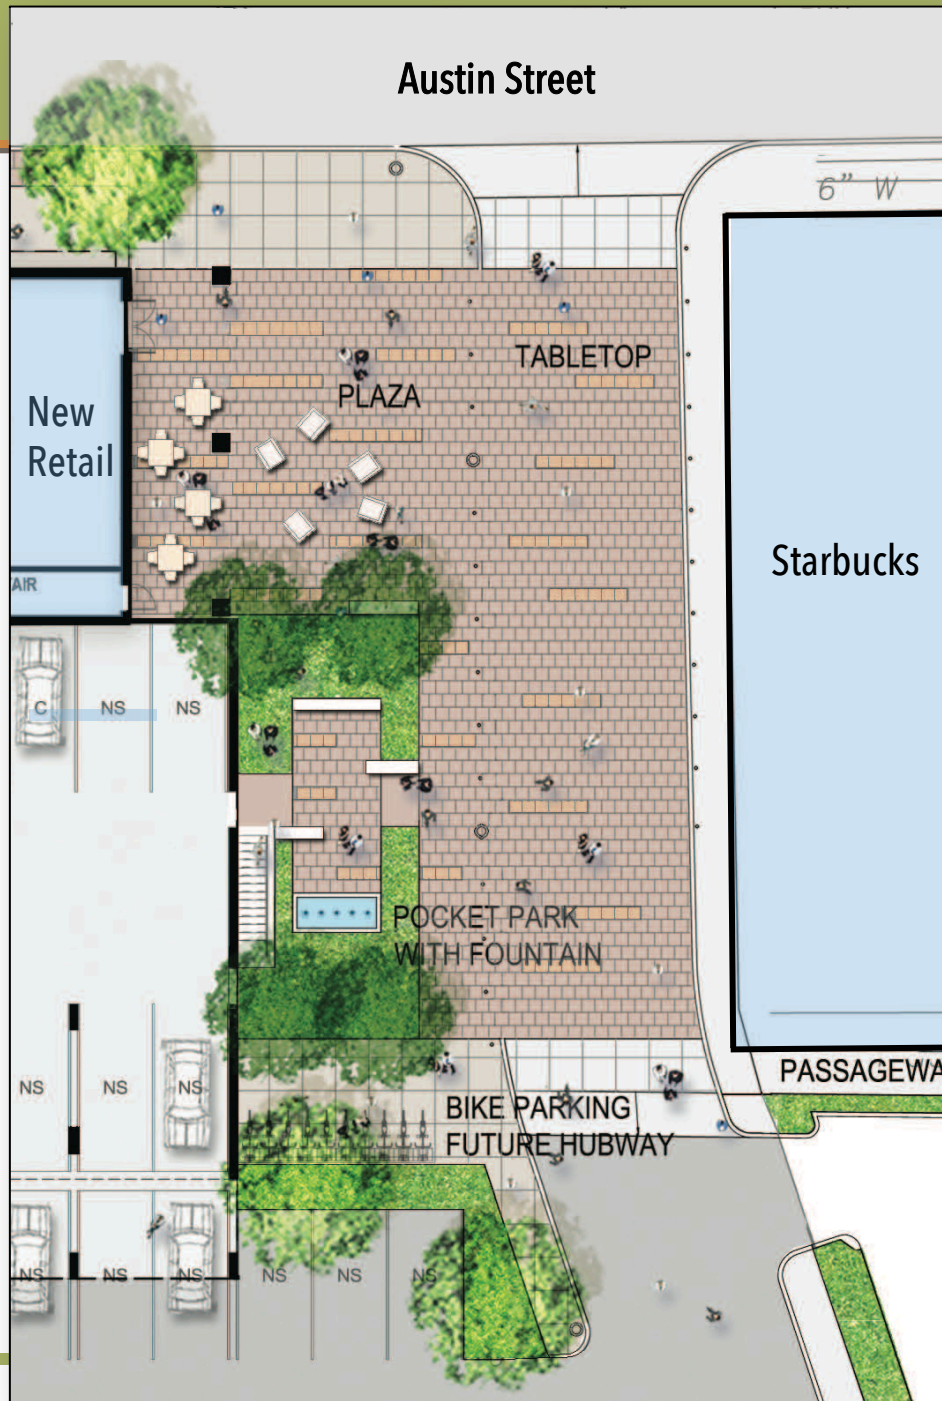 Austin Street
6" W
TABLETOP
PLAZA
New
Retail
Starbucks
AIR
C
NS
NS
POCKET PARK
WITH FOUNTAIN
PASSAGEWA
NS
NS
NS
BIKE PARKING
FUTURE HUBWAY
NS
NS
NS
NS
NS
NS